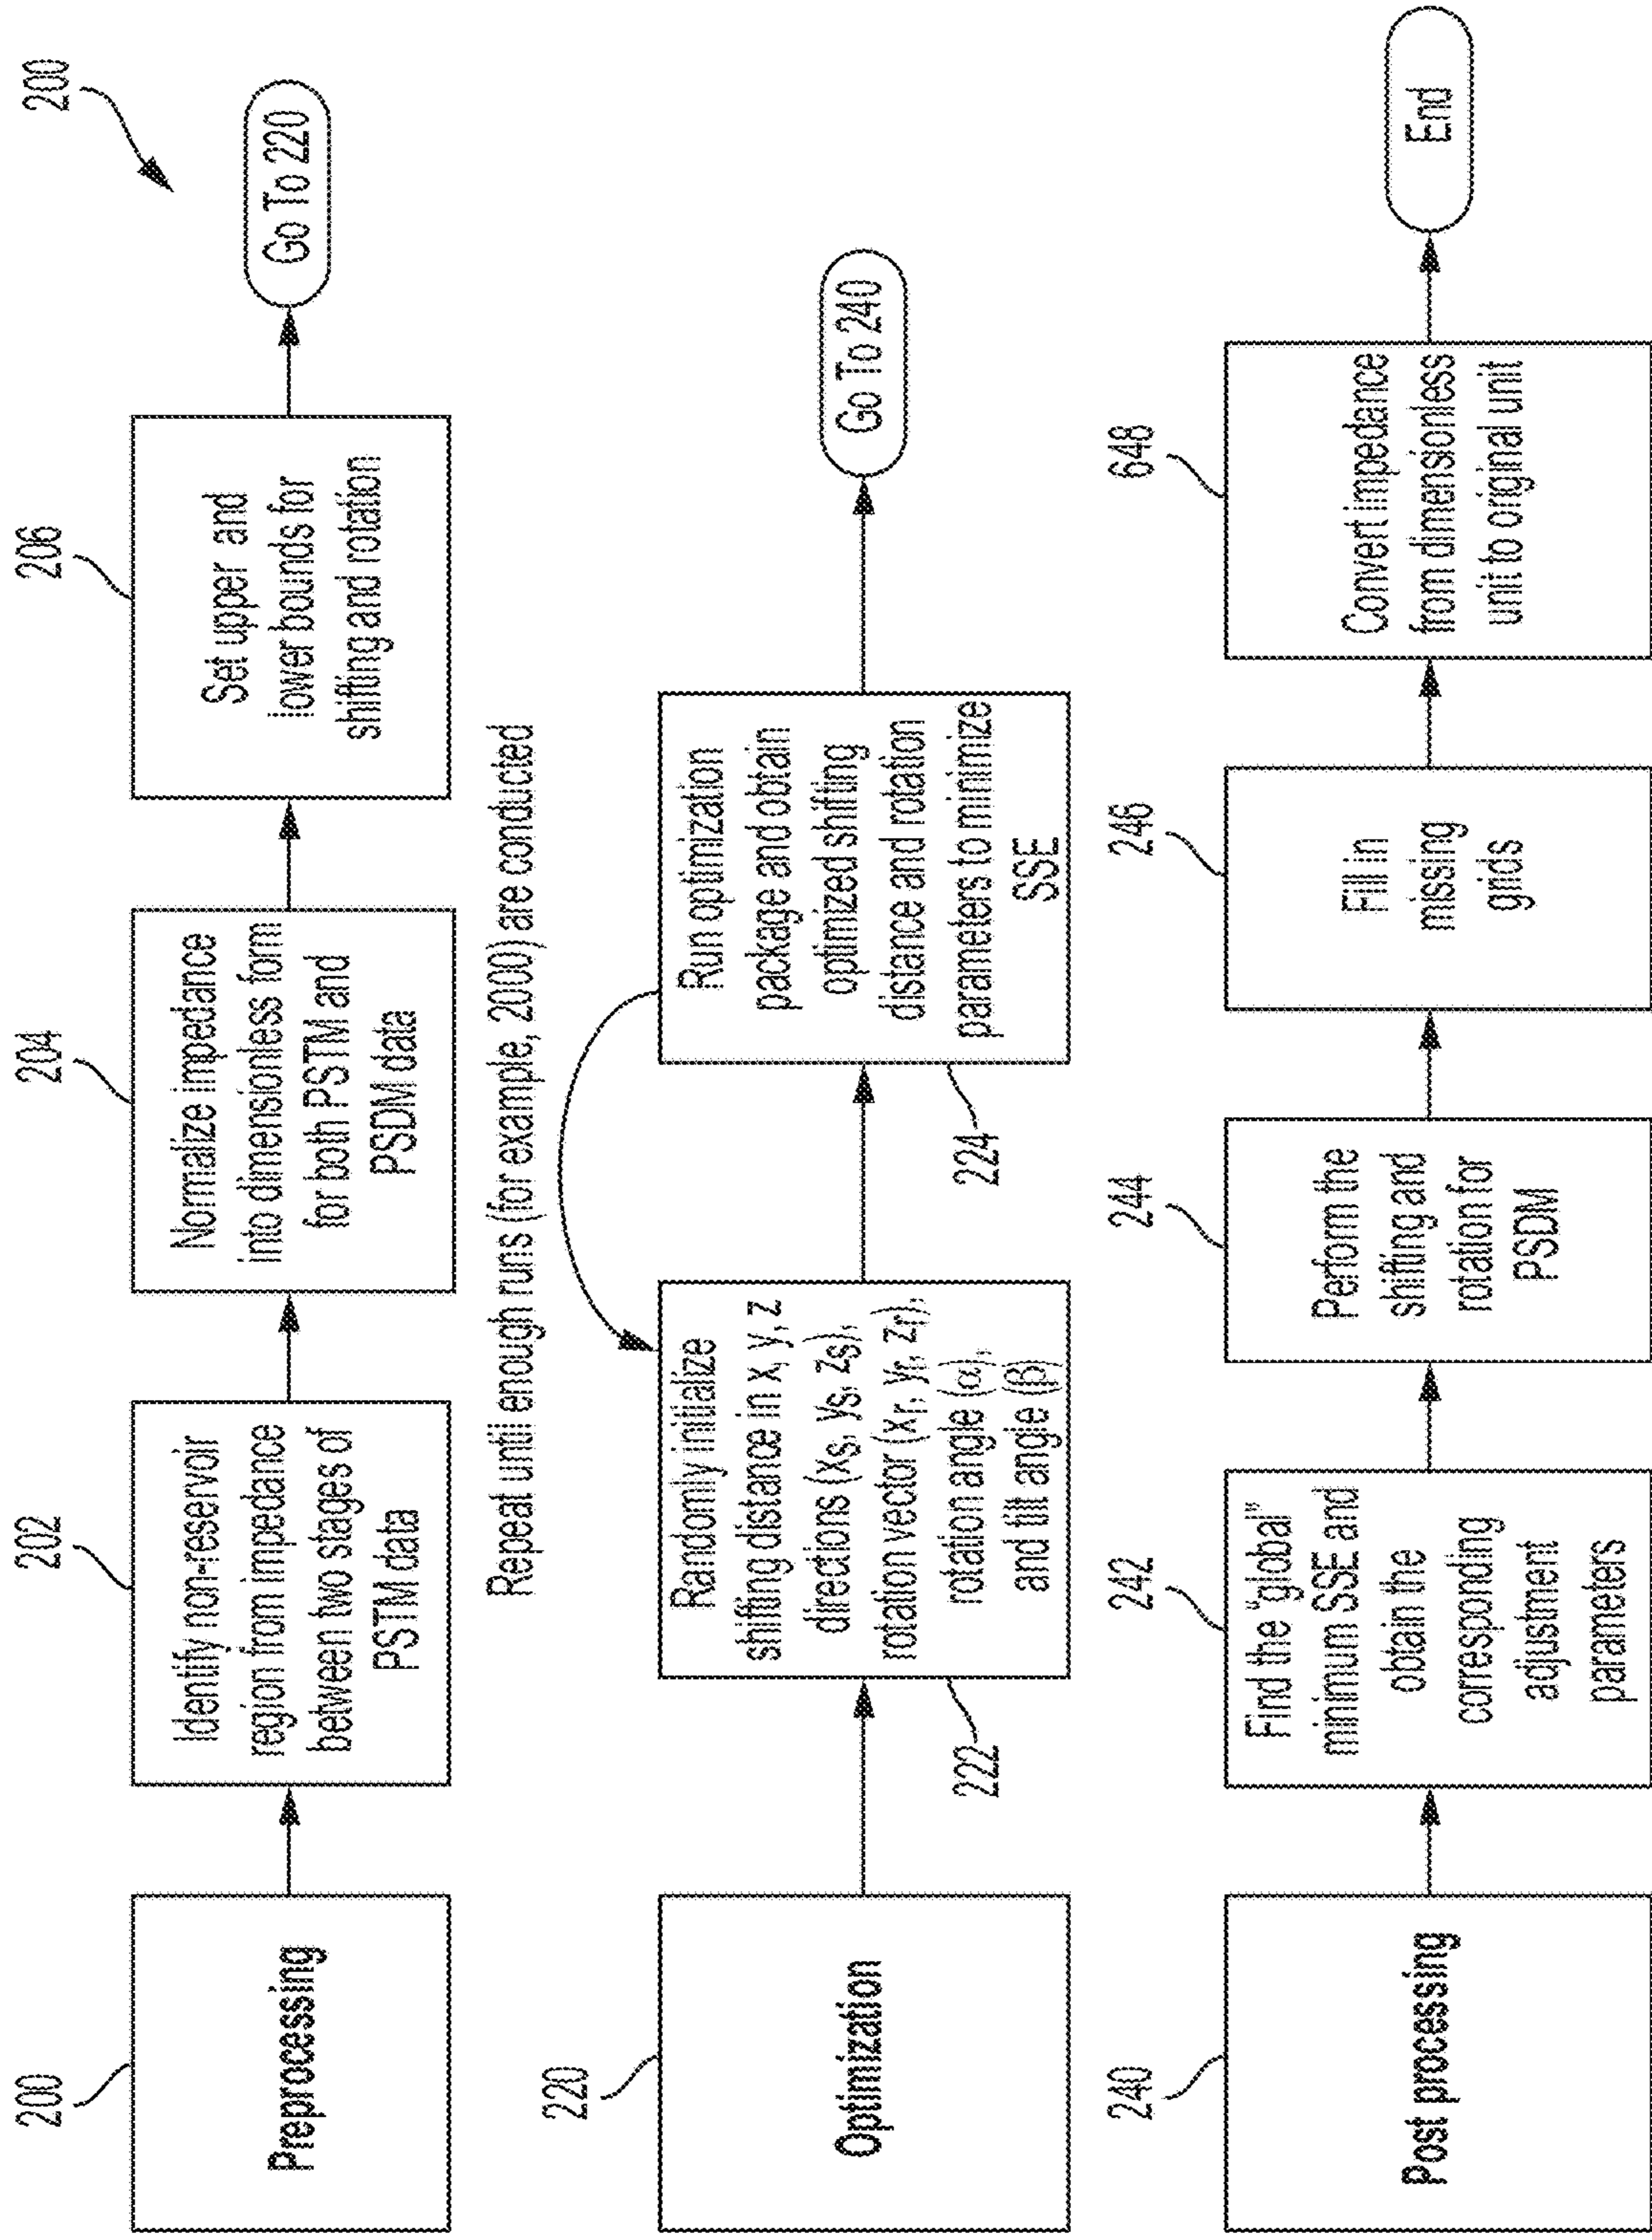 200
200
Preprocessing
202
Identify non-reservoir
region from impedance
between two stages of
PSTM data
204
Normalize impedance
into dimensionless form
for both PSTM and
PSDM data
206
Set upper and
lower bounds for
shifting and rotation
Go To 220
Repeat until enough runs (for example, 2000) are conducted
220
Optimization
Randomly initialize
shifting distance in x, y, z
directions (xs, ys, zs),
rotation vector (xr, yr, zr),
rotation angle (α),
and tilt angle (β)
222
Run optimization
package and obtain
optimized shifting
distance and rotation
parameters to minimize
SSE
224
Go To 240
240
Post processing
242
Find the "global"
minimum SSE and
obtain the
corresponding
adjustment
parameters
244
Perform the
shifting and
rotation for
PSDM
246
Fill in
missing
grids
648
Convert impedance
from dimensionless
unit to original unit
End